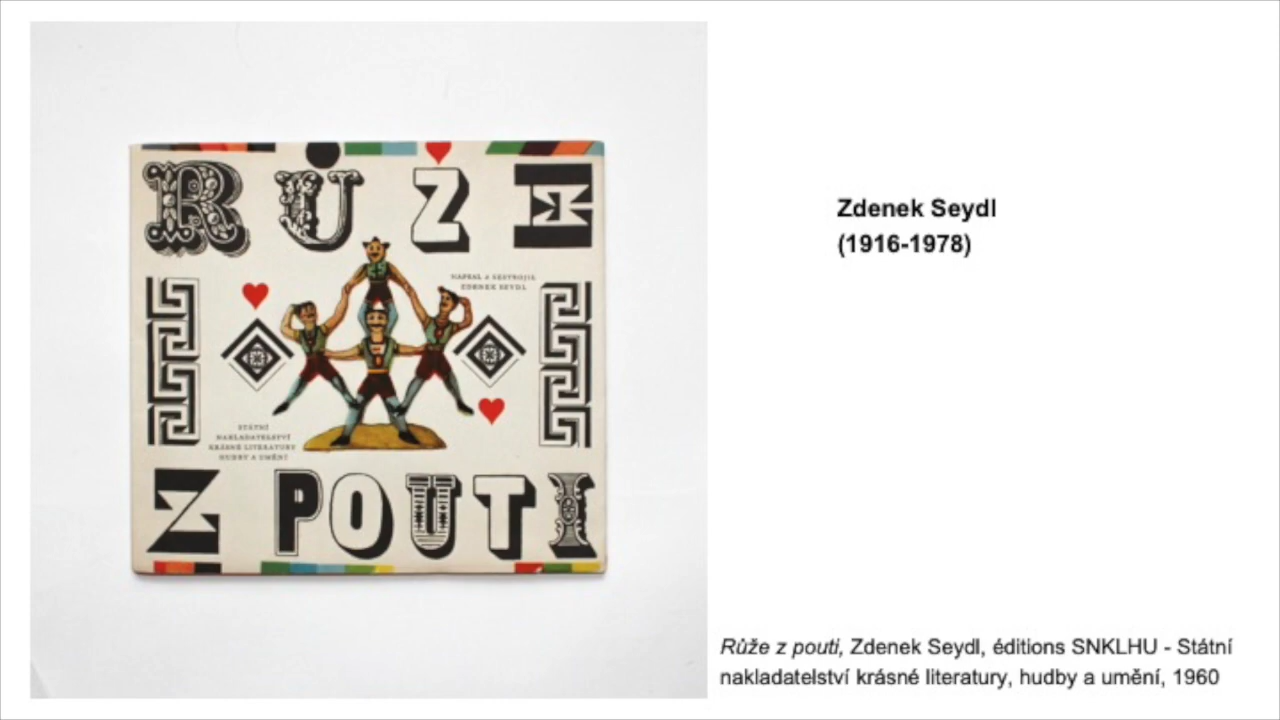 RŮŽE
NAPSAL A SESTROJIL
ZDENEK SEYDL
STÁTNÍ
NAKLADATELSTVÍ
KRÁSNÉ LITERATURY
HUDBY A UMĚNÍ
Z POUTI
Zdenek Seydl
(1916-1978)
Růže z pouti, Zdenek Seydl, éditions SNKLHU - Státní
nakladatelství krásné literatury, hudby a umění, 1960